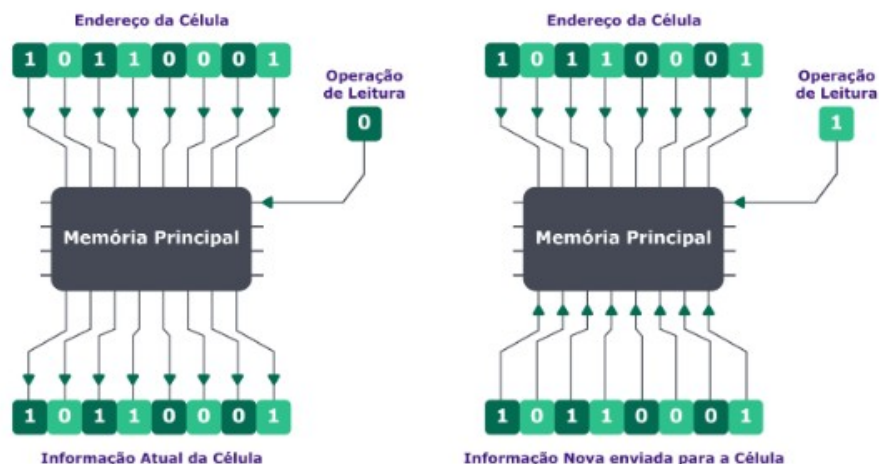 Endereço da Célula
1 0 1 1 0 0 0 1
Operação
de Leitura
0
Memória Principal
1 0 1 1 0 0 0 1
Informação Atual da Célula
Endereço da Célula
1 0 1 1 0 0 0 1
Operação
de Leitura
1
Memória Principal
1 0 1 1 0 0 0 1
Informação Nova enviada para a Célula